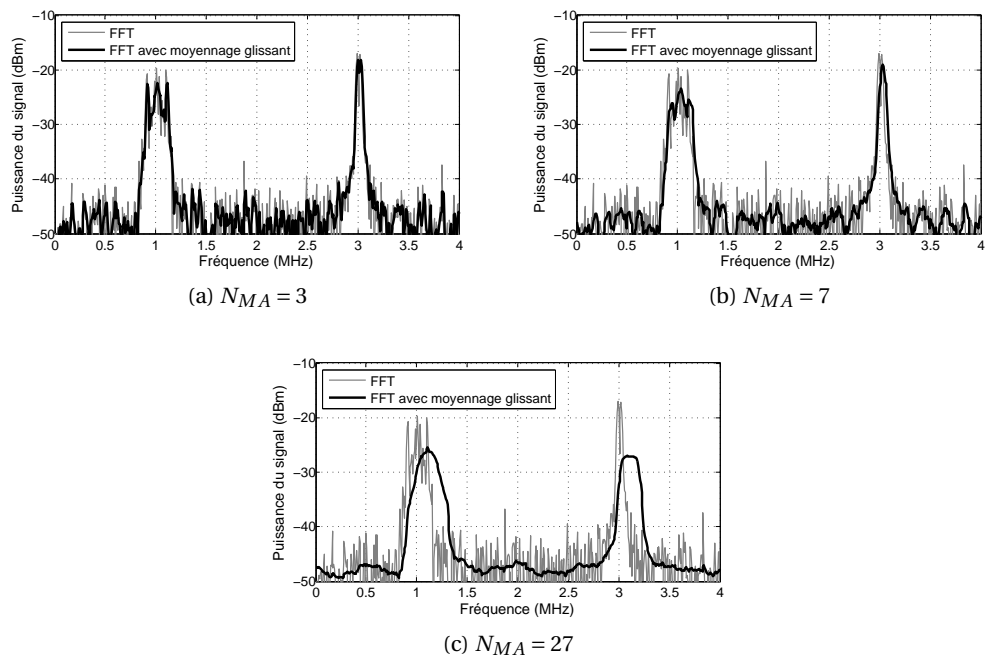 −10
−20
−30
−40
−50
Puissance du signal (dBm)
FFT
FFT avec moyennage glissant
0 0.5 1 1.5 2 2.5 3 3.5 4
Fréquence (MHz)
(a) N_MA = 3
−10
−20
−30
−40
−50
Puissance du signal (dBm)
FFT
FFT avec moyennage glissant
0 0.5 1 1.5 2 2.5 3 3.5 4
Fréquence (MHz)
(b) N_MA = 7
−10
−20
−30
−40
−50
Puissance du signal (dBm)
FFT
FFT avec moyennage glissant
0 0.5 1 1.5 2 2.5 3 3.5 4
Fréquence (MHz)
(c) N_MA = 27